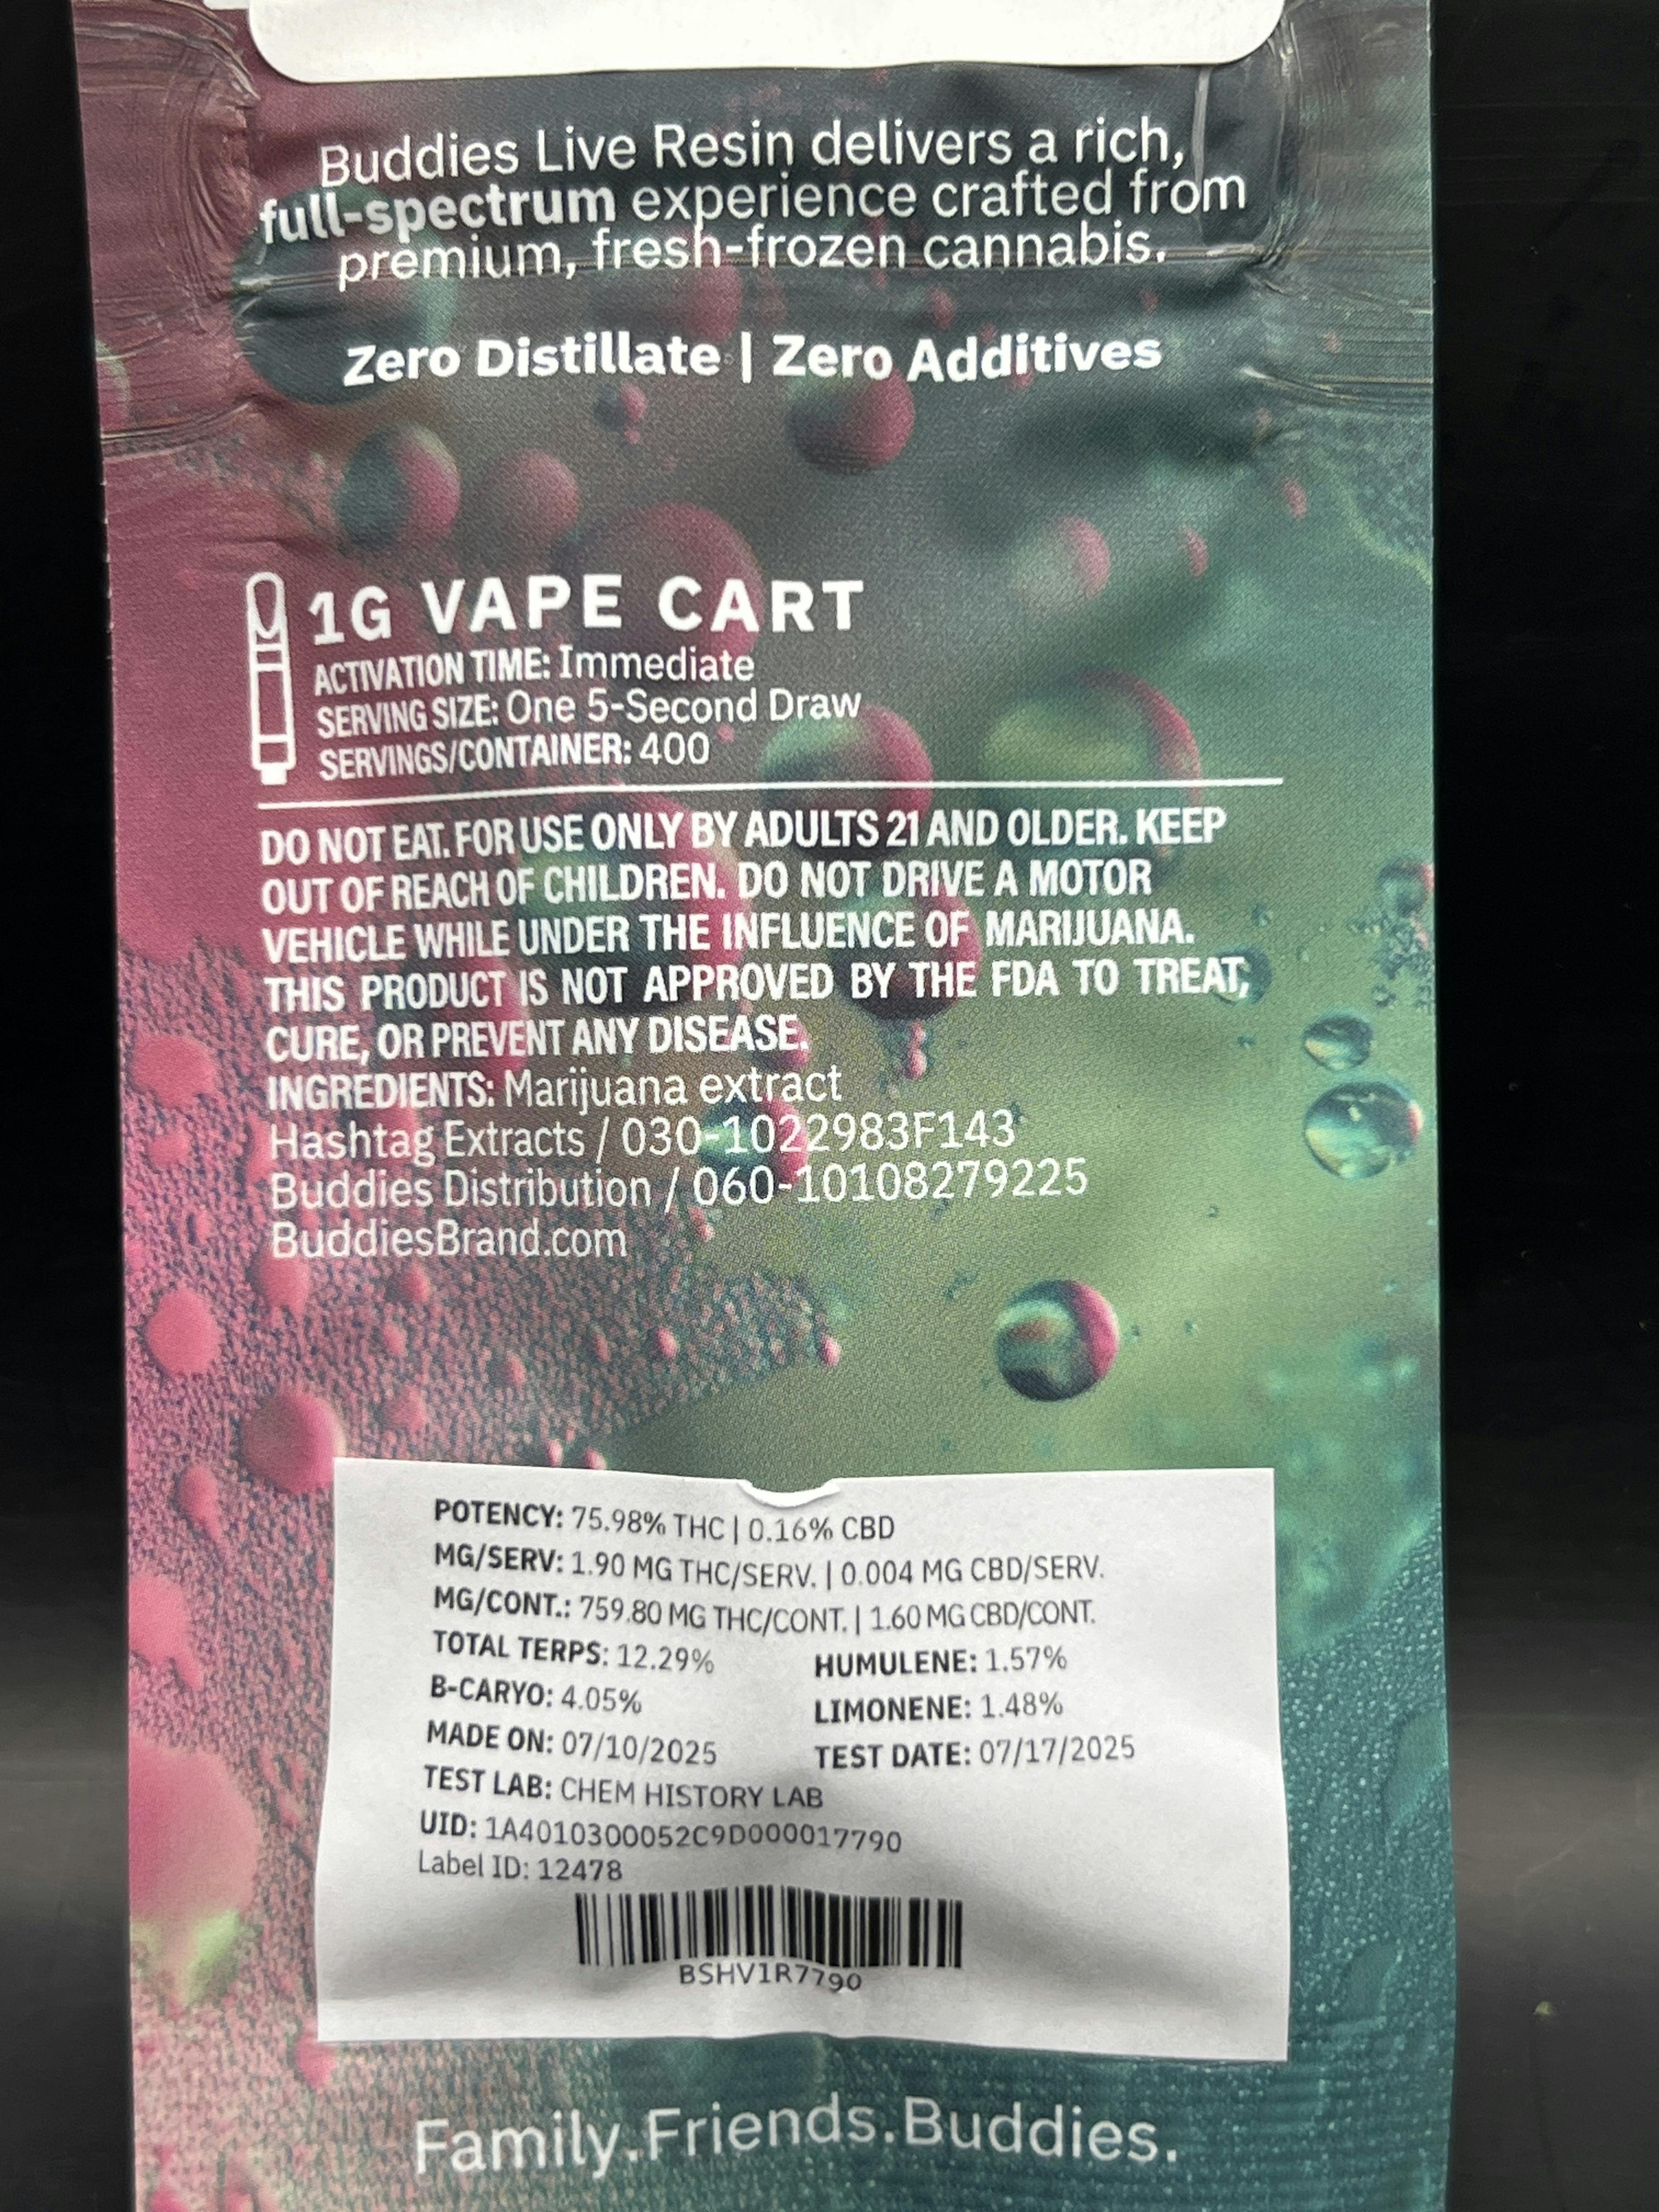 Buddies Live Resin delivers a rich,
full-spectrum experience crafted from
premium, fresh-frozen cannabis.
Zero Distillate | Zero Additives
1G VAPE CART
ACTIVATION TIME: Immediate
SERVING SIZE: One 5-Second Draw
SERVINGS/CONTAINER: 400
DO NOT EAT. FOR USE ONLY BY ADULTS 21 AND OLDER. KEEP
OUT OF REACH OF CHILDREN. DO NOT DRIVE A MOTOR
VEHICLE WHILE UNDER THE INFLUENCE OF MARIJUANA.
THIS PRODUCT IS NOT APPROVED BY THE FDA TO TREAT,
CURE, OR PREVENT ANY DISEASE.
INGREDIENTS: Marijuana extract
Hashtag Extracts / 030-1022983F143
Buddies Distribution / 060-10108279225
BuddiesBrand.com
POTENCY: 75.98% THC | 0.16% CBD
MG/SERV: 1.90 MG THC/SERV. | 0.004 MG CBD/SERV.
MG/CONT.: 759.80 MG THC/CONT. | 1.60 MG CBD/CONT.
TOTAL TERPS: 12.29% HUMULENE: 1.57%
B-CARYO: 4.05% LIMONENE: 1.48%
MADE ON: 07/10/2025 TEST DATE: 07/17/2025
TEST LAB: CHEM HISTORY LAB
UID: 1A4010300052C9D000017790
Label ID: 12478
BSHV1R7790
Family.Friends.Buddies.